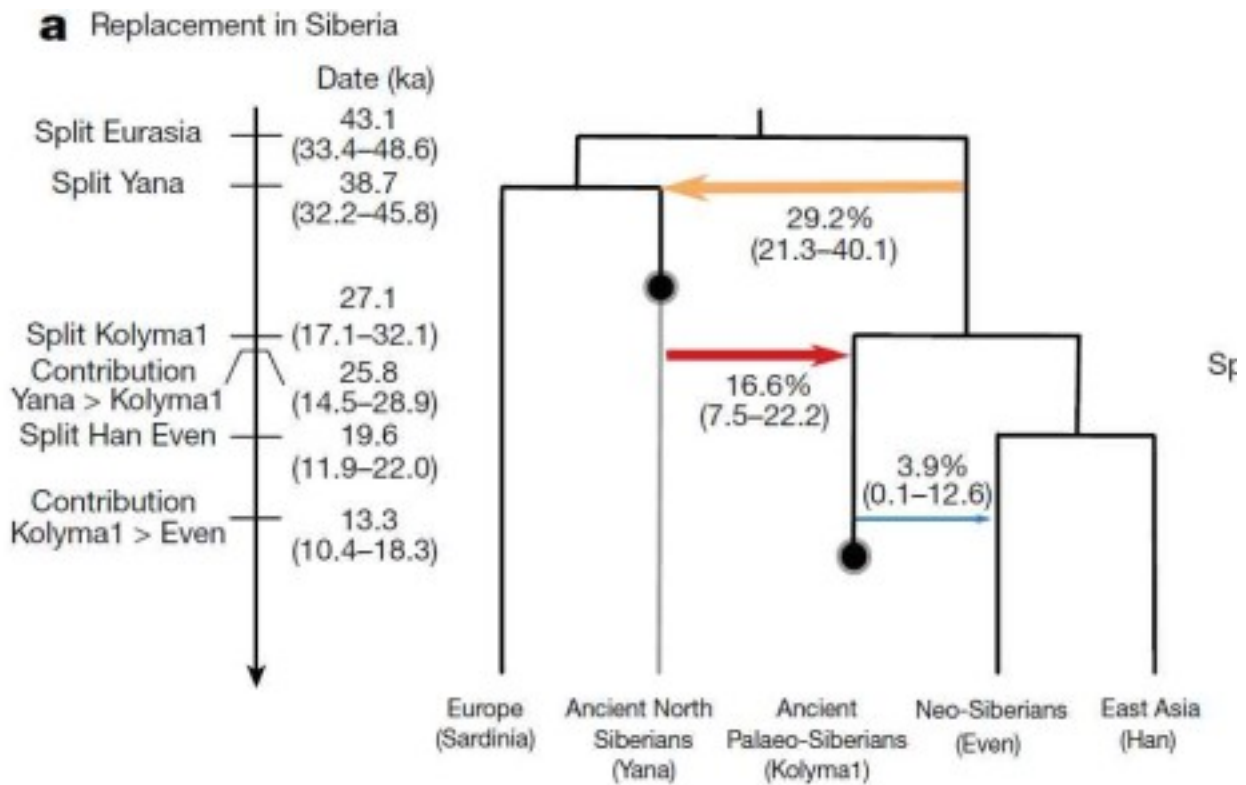 a Replacement in Siberia
Date (ka)
Split Eurasia
43.1
(33.4–48.6)
Split Yana
38.7
(32.2–45.8)
29.2%
(21.3–40.1)
27.1
Split Kolyma1
(17.1–32.1)
Contribution
Yana > Kolyma1
25.8
(14.5–28.9)
16.6%
(7.5–22.2)
Split Han Even
19.6
(11.9–22.0)
3.9%
(0.1–12.6)
Contribution
Kolyma1 > Even
13.3
(10.4–18.3)
Sp
Europe
(Sardinia)
Ancient North
Siberians
(Yana)
Ancient
Palaeo-Siberians
(Kolyma1)
Neo-Siberians
(Even)
East Asia
(Han)